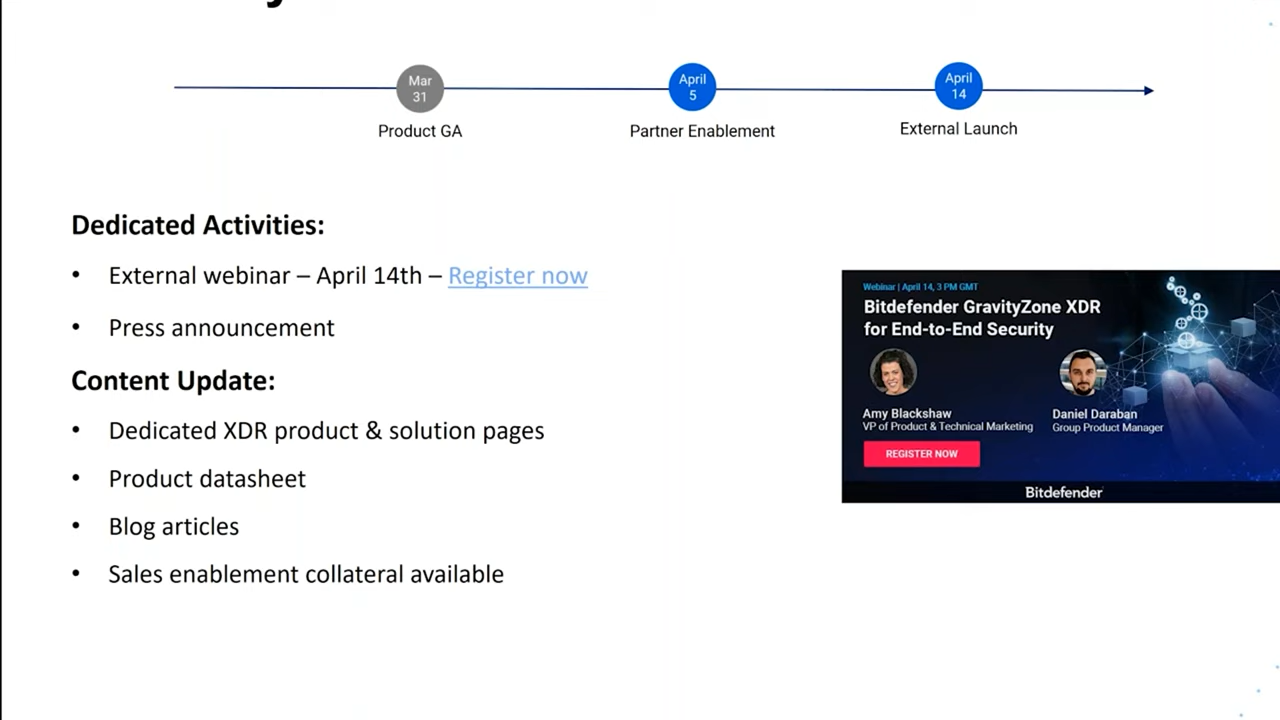 Mar
31
April
5
April
14
Product GA
Partner Enablement
External Launch
Dedicated Activities:
• External webinar – April 14th – Register now
• Press announcement
Content Update:
• Dedicated XDR product & solution pages
• Product datasheet
• Blog articles
• Sales enablement collateral available
Webinar | April 14, 3 PM GMT
Bitdefender GravityZone XDR
for End-to-End Security
Amy Blackshaw
VP of Product & Technical Marketing
Daniel Daraban
Group Product Manager
REGISTER NOW
Bitdefender